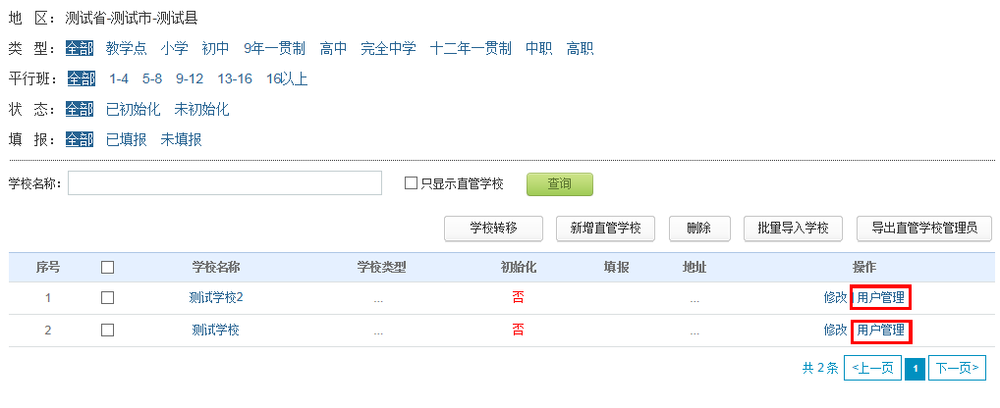 地 区： 测试省-测试市-测试县
类 型： 全部 教学点 小学 初中 9年一贯制 高中 完全中学 十二年一贯制 中职 高职
平行班： 全部 1-4 5-8 9-12 13-16 16以上
状 态： 全部 已初始化 未初始化
填 报： 全部 已填报 未填报
学校名称： 只显示直管学校 查询
学校转移 新增直管学校 删除 批量导入学校 导出直管学校管理员
序号 学校名称 学校类型 初始化 填报 地址 操作
1 测试学校2 ... 否 ... 修改 | 用户管理
2 测试学校 ... 否 ... 修改 用户管理
共 2 条 <上一页 1 下一页>